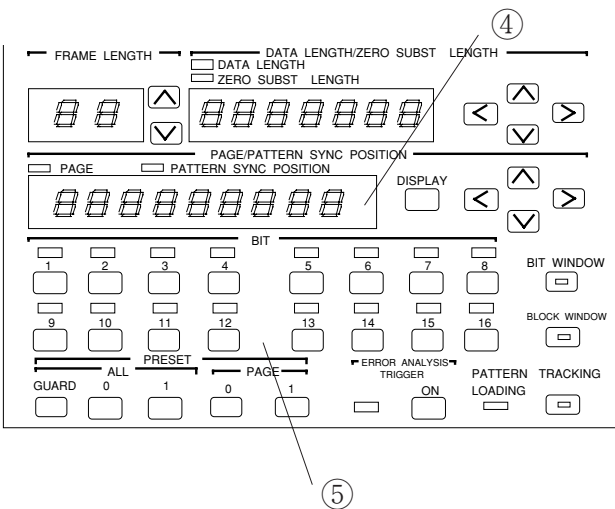 ④
FRAME LENGTH DATA LENGTH/ZERO SUBST LENGTH
DATA LENGTH
ZERO SUBST LENGTH
88 8888888
PAGE/PATTERN SYNC POSITION
PAGE PATTERN SYNC POSITION
DISPLAY
888888888
BIT
1 2 3 4 5 6 7 8
BIT WINDOW
9 10 11 12 13 14 15 16
BLOCK WINDOW
PRESET
ALL PAGE
ERROR ANALYSIS
TRIGGER
GUARD 0 1 0 1 ON
PATTERN LOADING
TRACKING
⑤